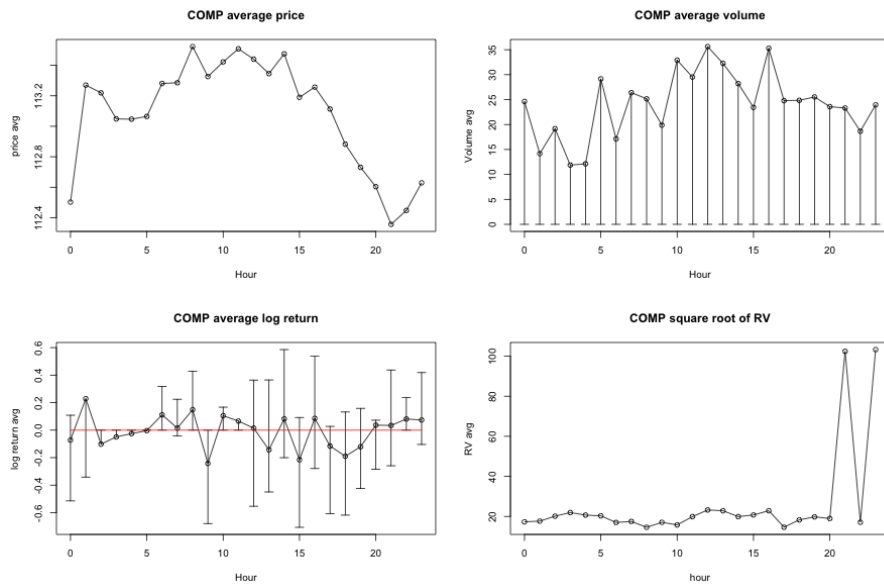 COMP average price
price avg
113.2
112.8
112.4
0 5 10 15 20
Hour
COMP average volume
Volume avg
35
30
25
20
15
10
5
0
0 5 10 15 20
Hour
COMP average log return
log return avg
0.6
0.4
0.2
0.0
-0.2
-0.4
-0.6
0 5 10 15 20
Hour
COMP square root of RV
RV avg
100
80
60
40
20
0 5 10 15 20
hour